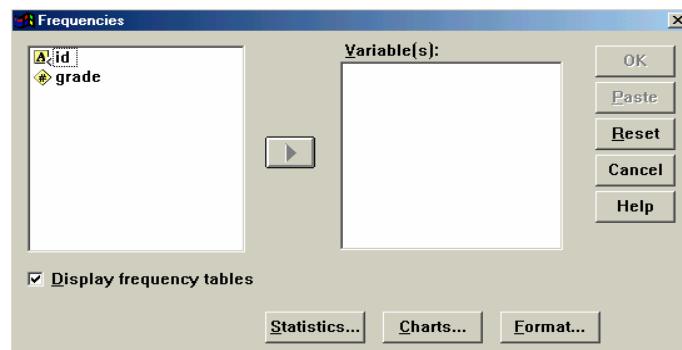 Frequencies
id
grade
Variable(s):
OK
Paste
Reset
Cancel
Help
Display frequency tables
Statistics...
Charts...
Format...